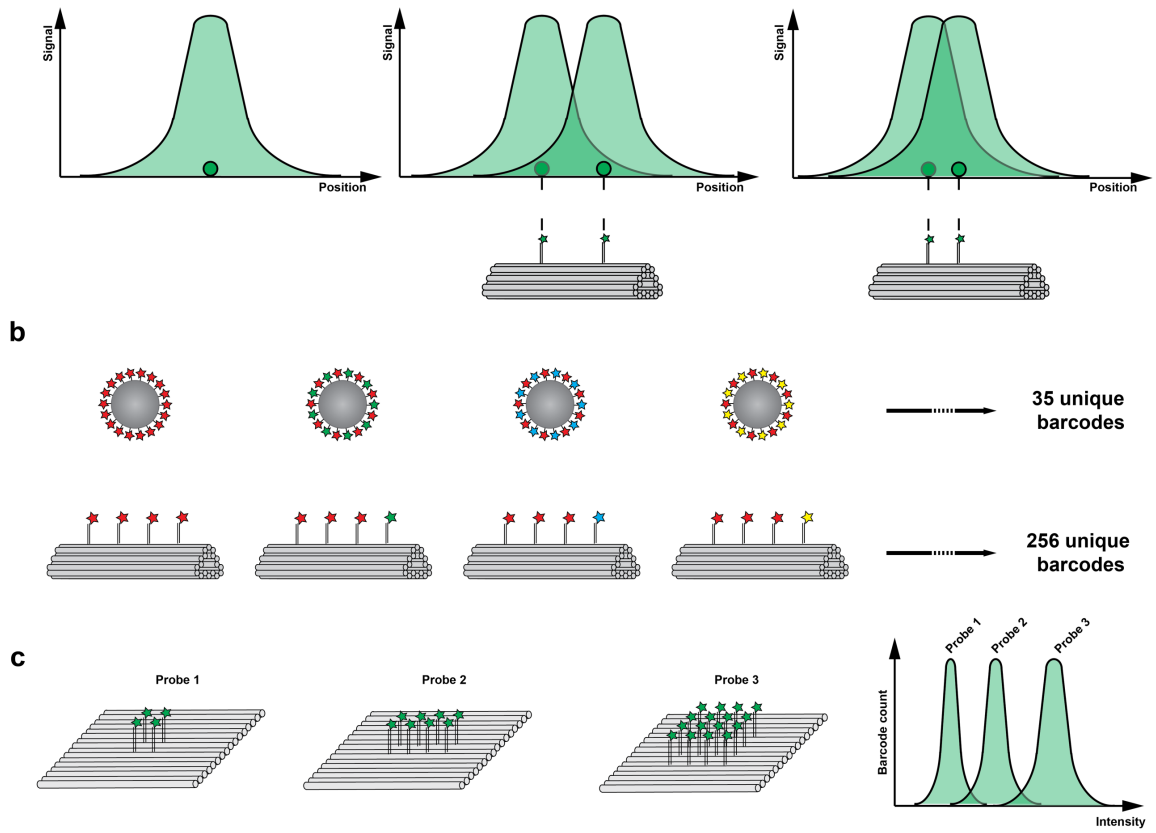 Signal
Position
Signal
Position
Signal
Position
b
35 unique
barcodes
256 unique
barcodes
c
Probe 1
Probe 2
Probe 3
Probe 1
Probe 2
Probe 3
Barcode count
Intensity